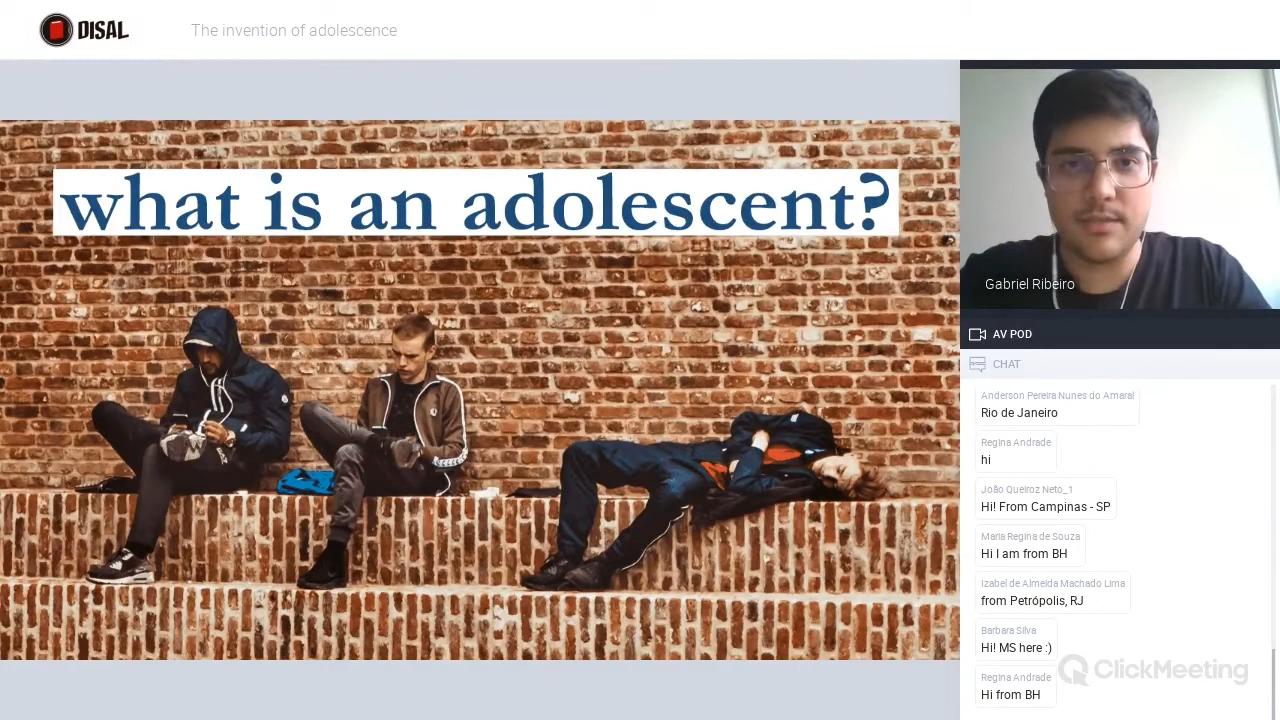 DISAL
The invention of adolescence
what is an adolescent?
Gabriel Ribeiro
AV POD
CHAT
Anderson Pereira Nunes do Amaral
Rio de Janeiro
Regina Andrade
hi
João Queiroz Neto_1
Hi! From Campinas - SP
Maria Regina de Souza
Hi I am from BH
Izabel de Almeida Machado Lima
from Petrópolis, RJ
Barbara Silva
Hi! MS here :)
Regina Andrade
Hi from BH
ClickMeeting